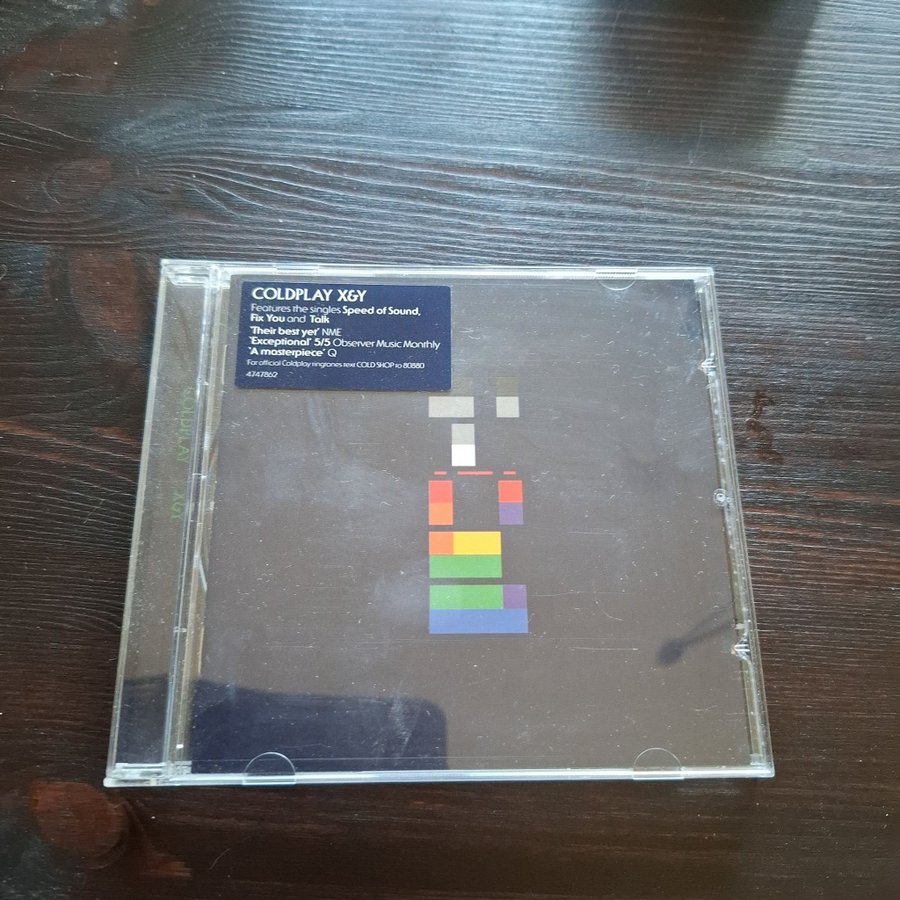 COLDPLAY X&Y
Features the singles Speed of Sound,
Fix You and Talk
'Their best yet' NME
'Exceptional' 5/5 Observer Music Monthly
'A masterpiece' Q
For official Coldplay ringtones text COLD SHOP to 80880
4747862
COLDPLAY X&Y